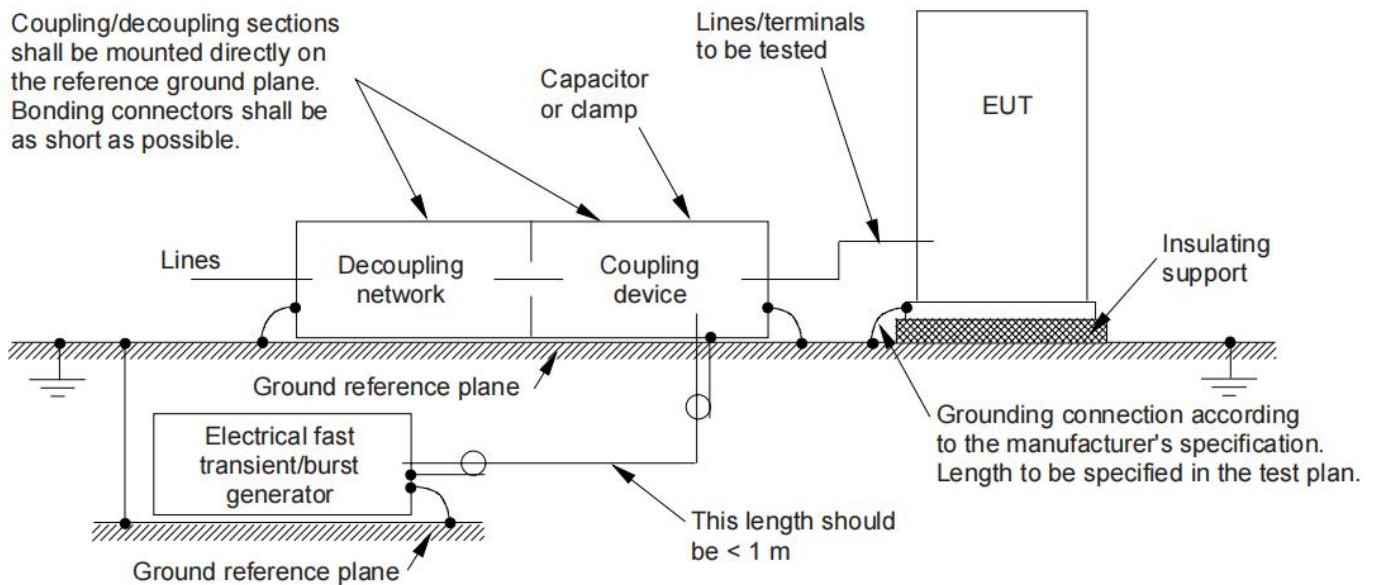 Coupling/decoupling sections
shall be mounted directly on
the reference ground plane.
Bonding connectors shall be
as short as possible.
Capacitor
or clamp
Lines/terminals
to be tested
EUT
Lines
Decoupling
network
Coupling
device
Insulating
support
Ground reference plane
Grounding connection according
to the manufacturer's specification.
Length to be specified in the test plan.
Electrical fast
transient/burst
generator
This length should
be < 1 m
Ground reference plane